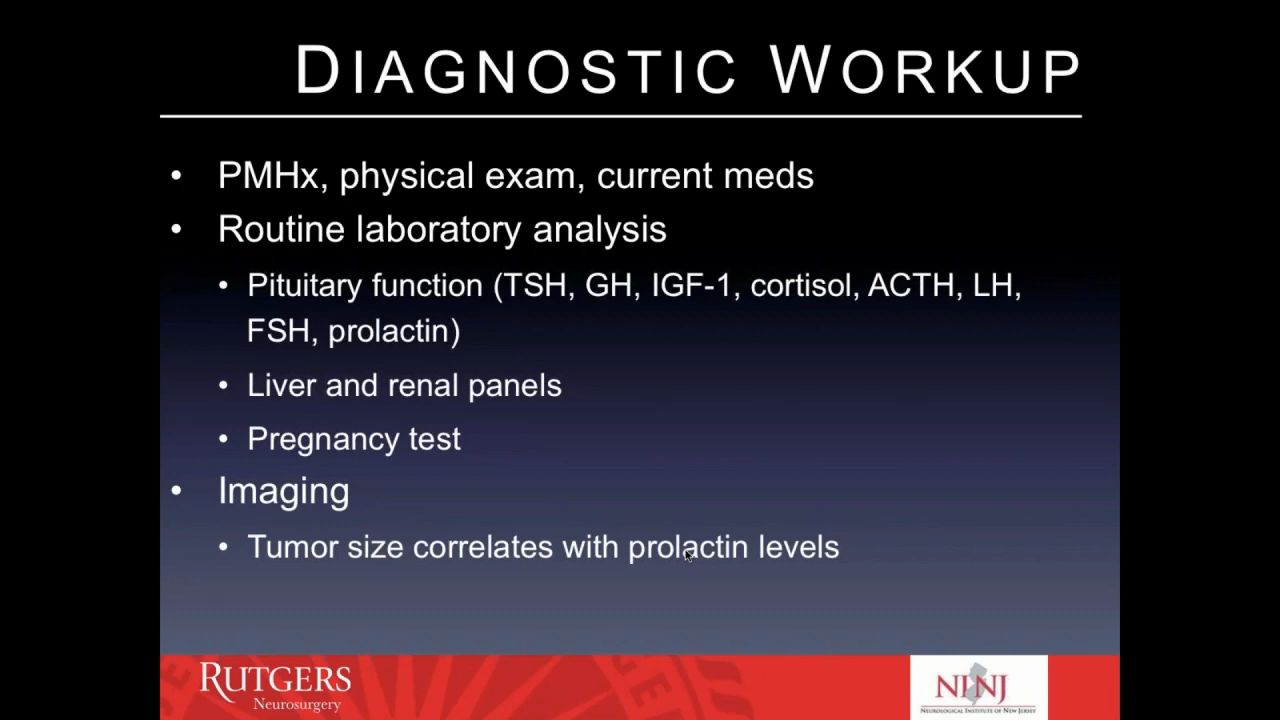 DIAGNOSTIC WORKUP
• PMHx, physical exam, current meds
• Routine laboratory analysis
• Pituitary function (TSH, GH, IGF-1, cortisol, ACTH, LH,
FSH, prolactin)
• Liver and renal panels
• Pregnancy test
• Imaging
• Tumor size correlates with prolactin levels
RUTGERS
Neurosurgery
NINJ
NEUROLOGICAL INSTITUTE OF NEW JERSEY